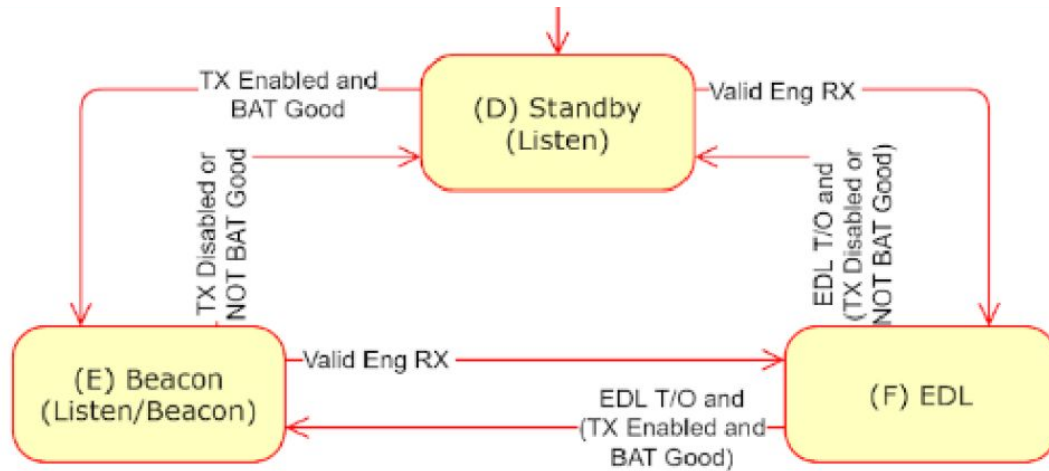 TX Enabled and
BAT Good
(D) Standby
(Listen)
Valid Eng RX
TX Disabled or
NOT BAT Good
EDL T/O and
(TX Disabled or
NOT BAT Good)
(E) Beacon
(Listen/Beacon)
Valid Eng RX
(F) EDL
EDL T/O and
(TX Enabled and
BAT Good)